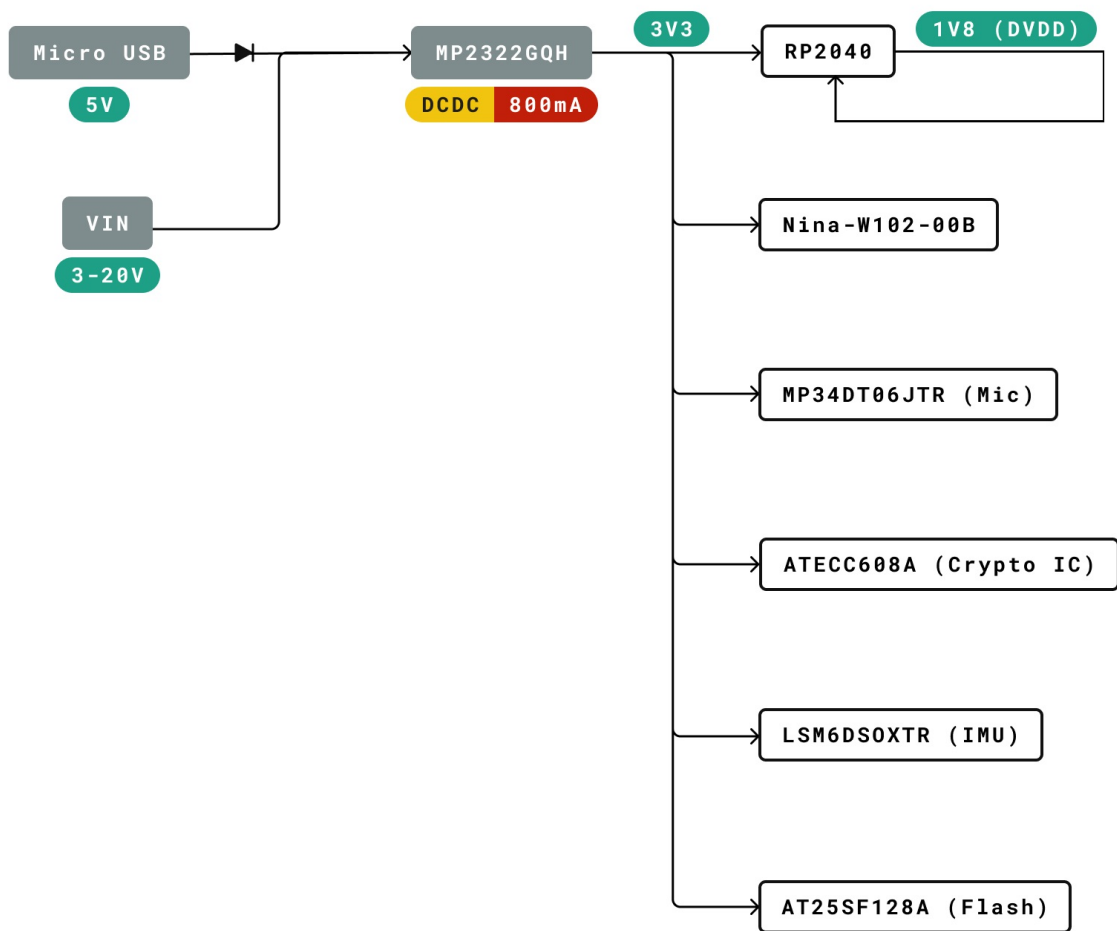 Micro USB
5V
VIN
3-20V
MP2322GQH
DCDC 800mA
3V3
RP2040
1V8 (DVDD)
Nina-W102-00B
MP34DT06JTR (Mic)
ATECC608A (Crypto IC)
LSM6DSOXTR (IMU)
AT25SF128A (Flash)